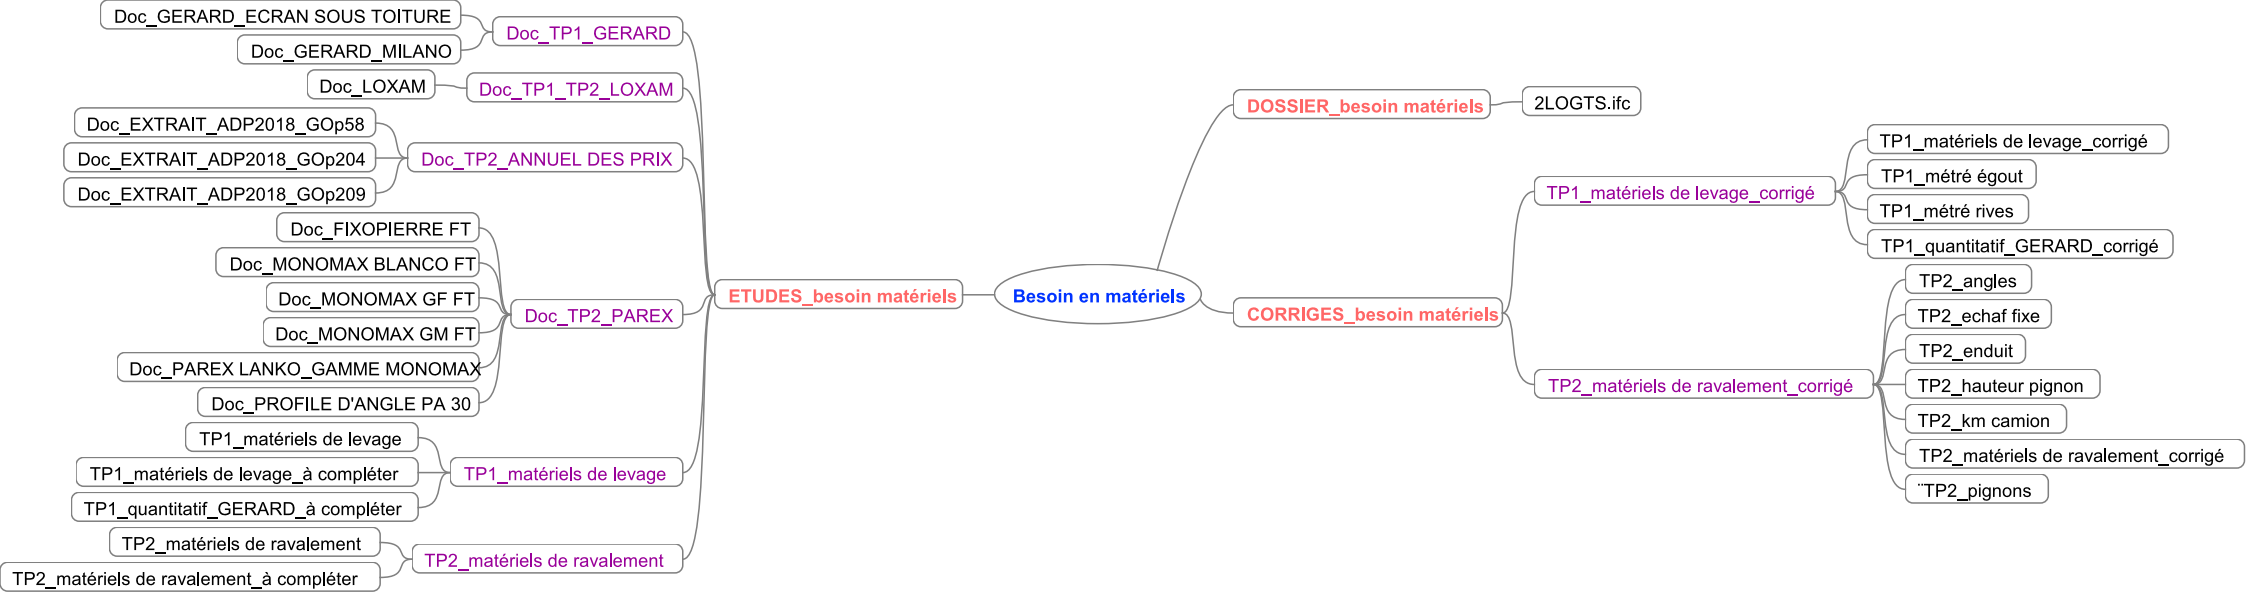 Doc_GERARD_ECRAN SOUS TOITURE
Doc_GERARD_MILANO
Doc_TP1_GERARD
Doc_LOXAM
Doc_TP1_TP2_LOXAM
Doc_EXTRAIT_ADP2018_GOp58
Doc_EXTRAIT_ADP2018_GOp204
Doc_EXTRAIT_ADP2018_GOp209
Doc_TP2_ANNUEL DES PRIX
Doc_FIXOPIERRE FT
Doc_MONOMAX BLANCO FT
Doc_MONOMAX GF FT
Doc_MONOMAX GM FT
Doc_PAREX LANKO_GAMME MONOMAX
Doc_PROFILE D'ANGLE PA 30
Doc_TP2_PAREX
TP1_matériels de levage
TP1_matériels de levage_à compléter
TP1_quantitatif_GERARD_à compléter
TP1_matériels de levage
TP2_matériels de ravalement
TP2_matériels de ravalement_à compléter
TP2_matériels de ravalement
ETUDES_besoin matériels
Besoin en matériels
DOSSIER_besoin matériels
2LOGTS.ifc
CORRIGES_besoin matériels
TP1_matériels de levage_corrigé
TP1_matériels de levage_corrigé
TP1_métré égout
TP1_métré rives
TP1_quantitatif_GERARD_corrigé
TP2_matériels de ravalement_corrigé
TP2_angles
TP2_echaf fixe
TP2_enduit
TP2_hauteur pignon
TP2_km camion
TP2_matériels de ravalement_corrigé
¨TP2_pignons